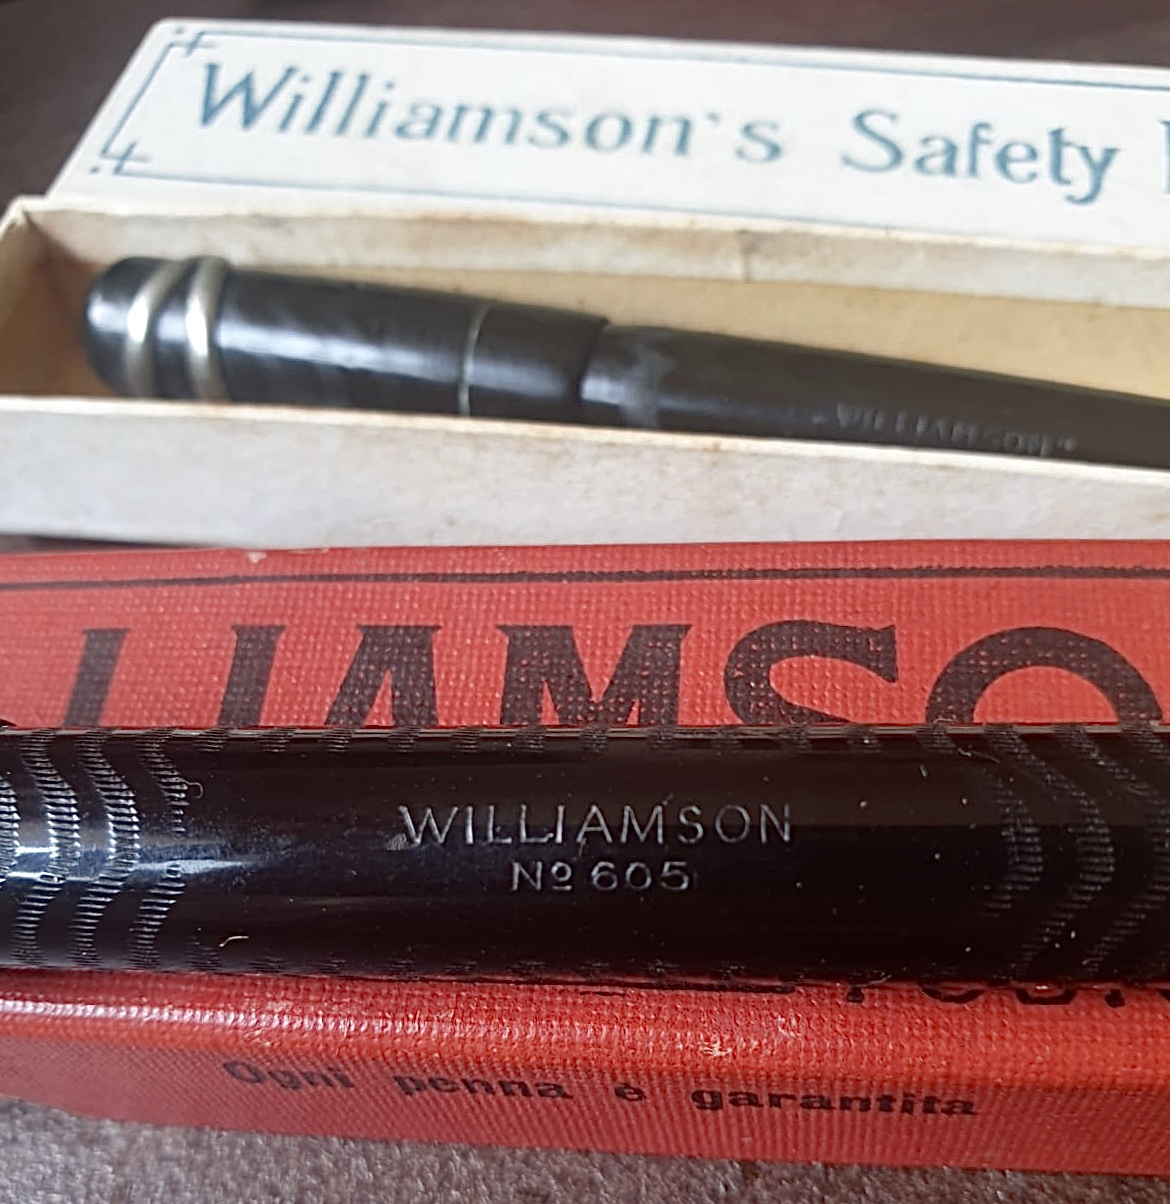 Williamson's Safety
"WILLIAMSON"
LIAMSO
WILLIAMSON
Nº 605
Ogni penna è garantita